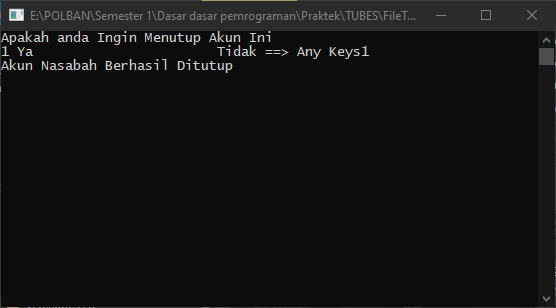 E:\POLBAN\Semester 1\Dasar dasar pemrograman\Praktek\TUBES\FileT...
Apakah anda Ingin Menutup Akun Ini
1 Ya                       Tidak ==> Any Keys1
Akun Nasabah Berhasil Ditutup